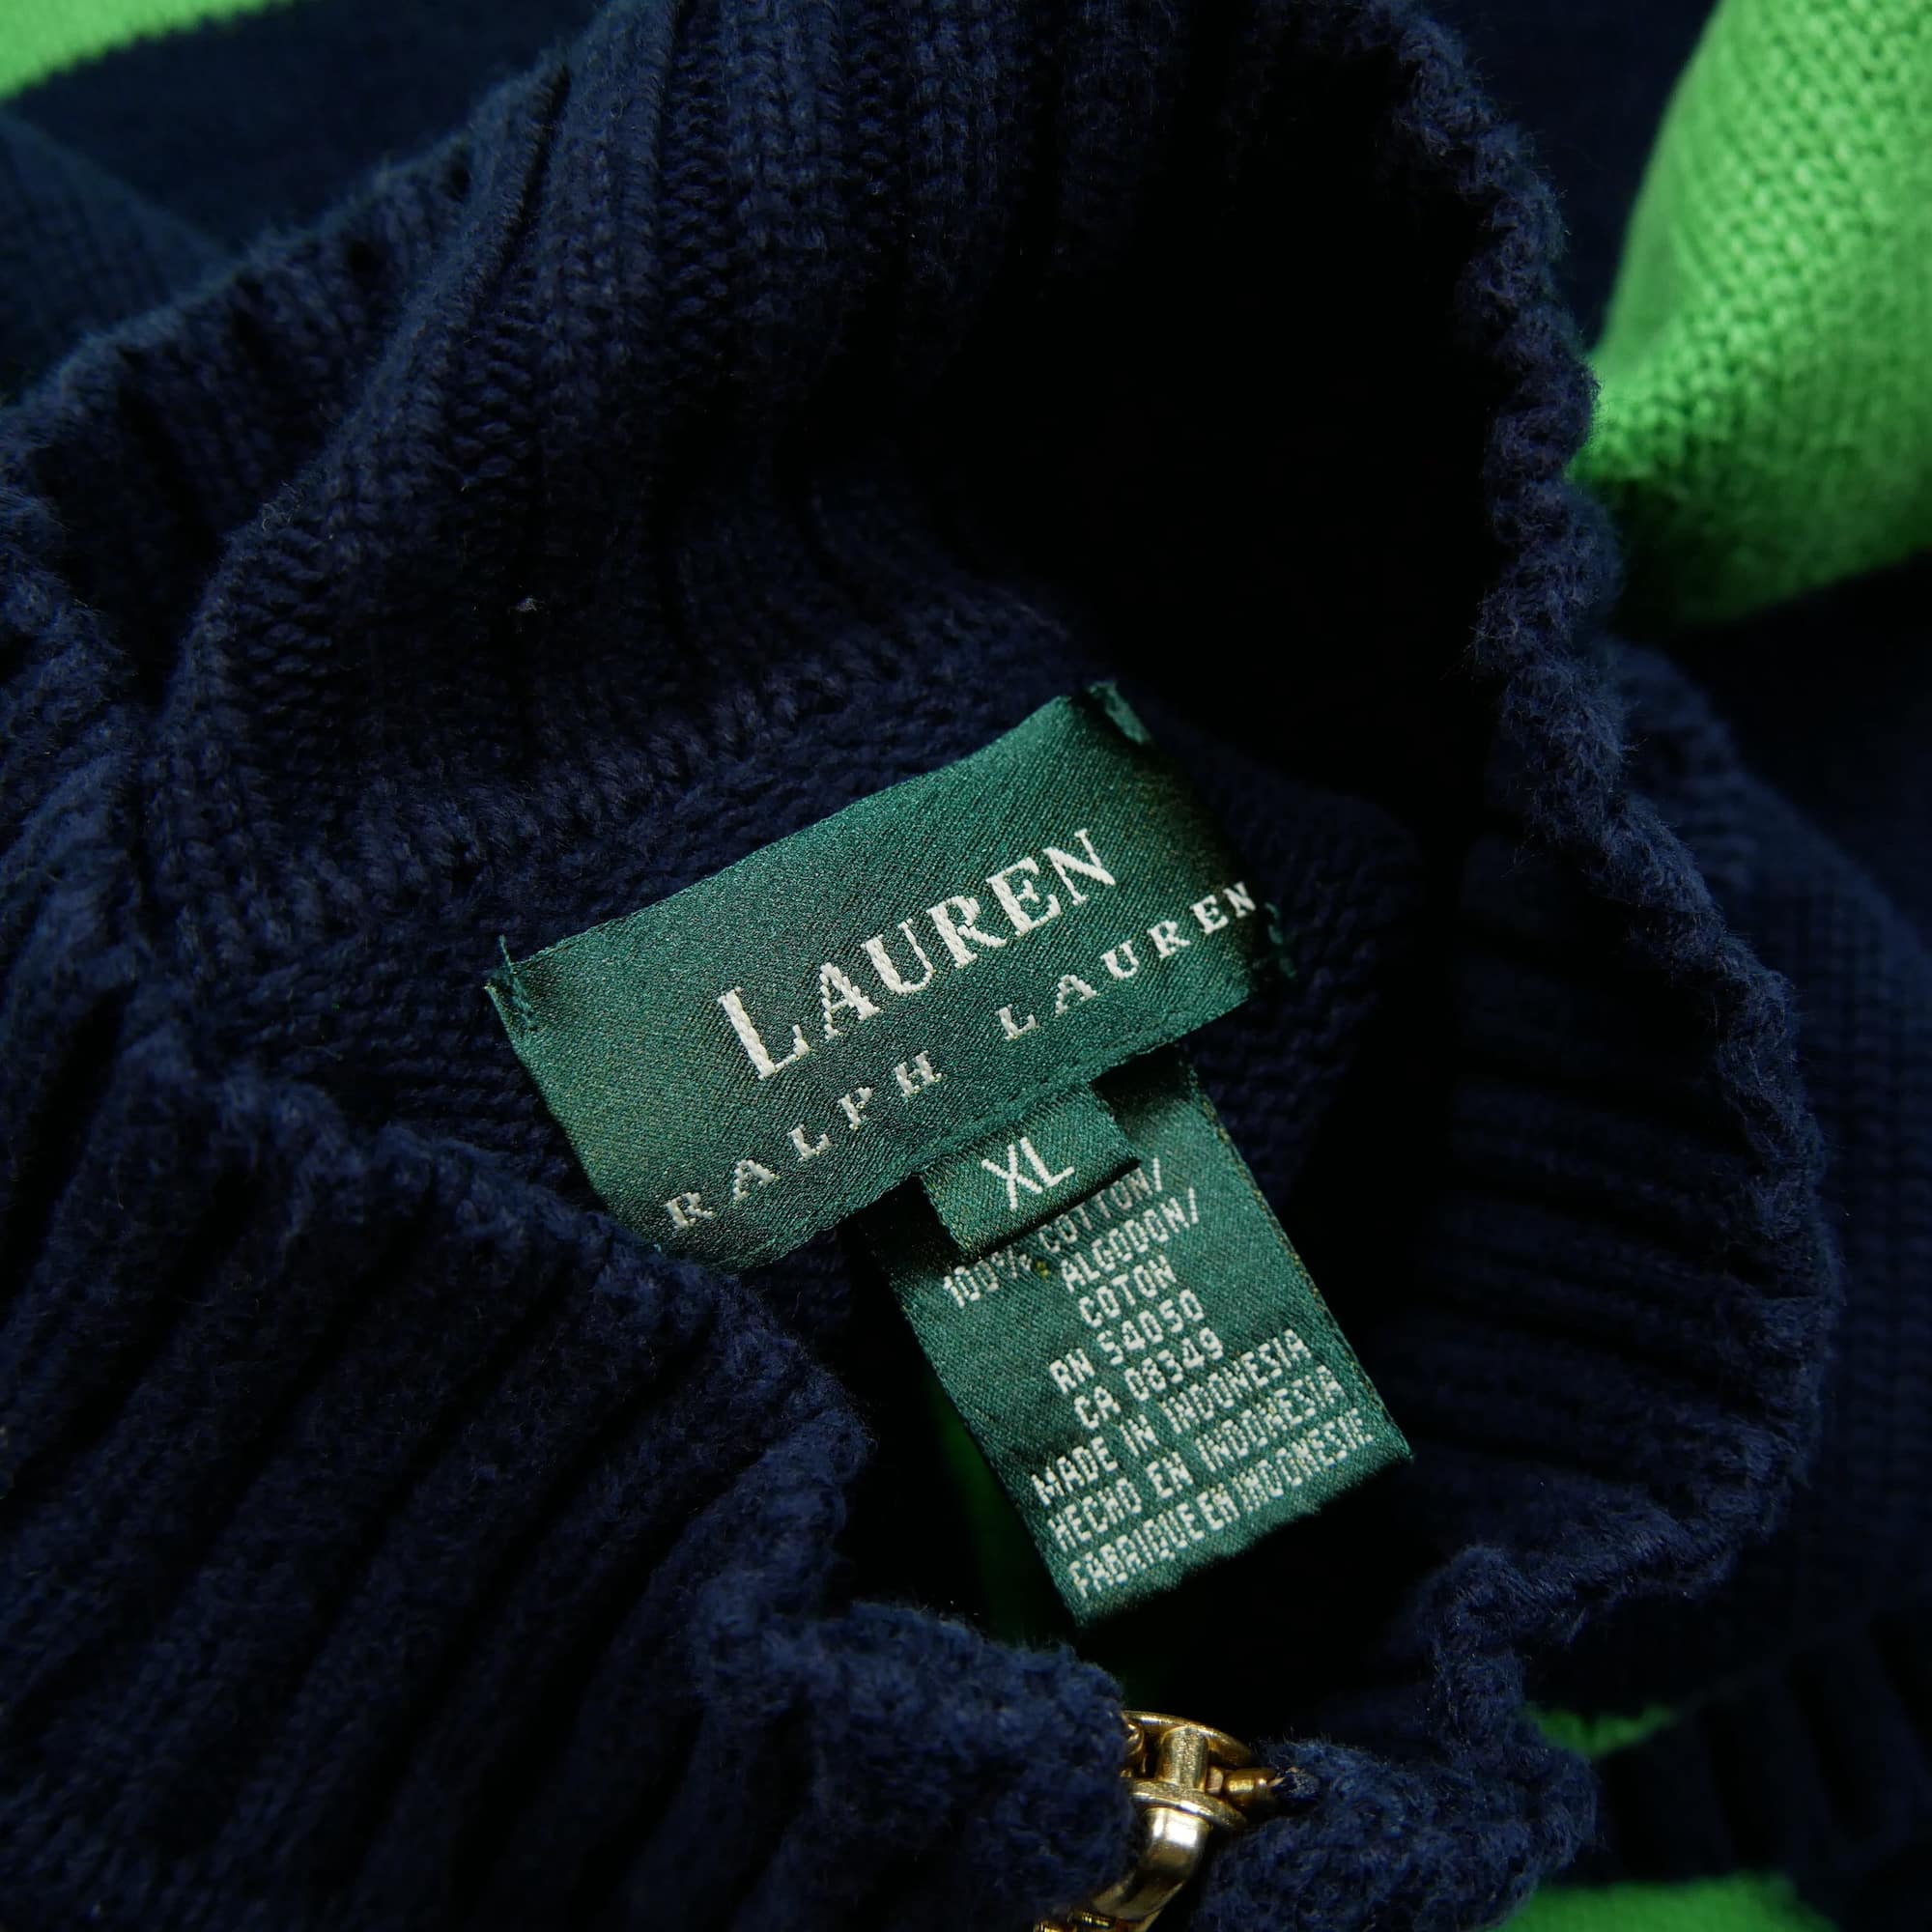 LAUREN
RALPH LAUREN
XL
100% COTTON/
ALGODON/
COTON
RN 54050
CA 08349
MADE IN INDONESIA
HECHO EN INDONESIA
FABRIQUE EN INDONESIE